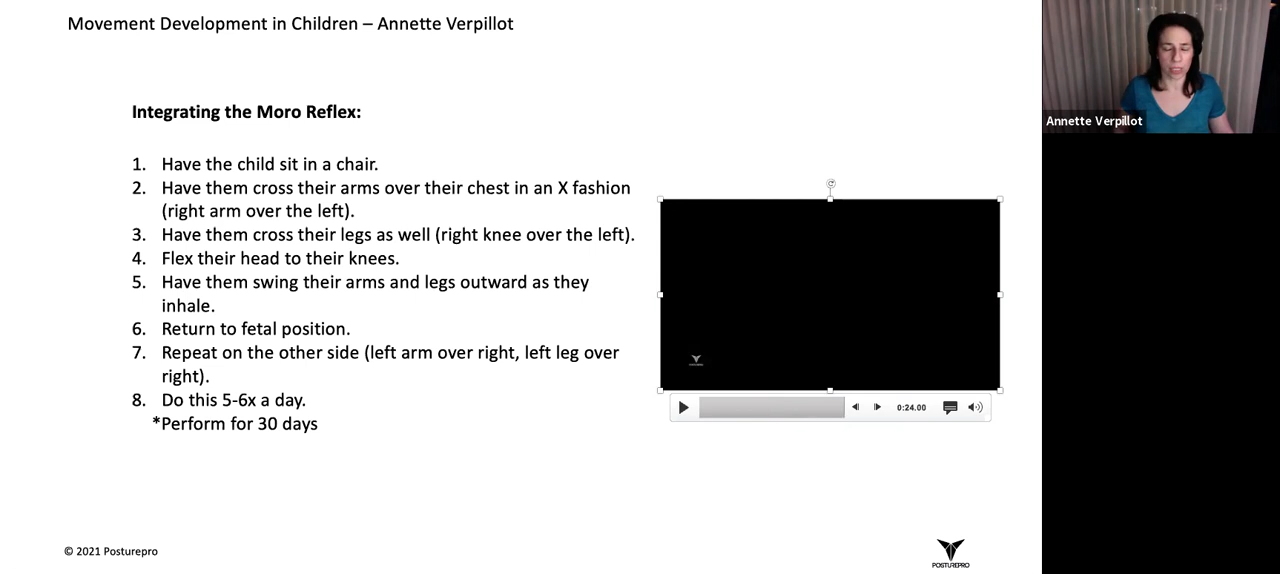 Movement Development in Children – Annette Verpillot
Annette Verpillot
Integrating the Moro Reflex:
1. Have the child sit in a chair.
2. Have them cross their arms over their chest in an X fashion
(right arm over the left).
3. Have them cross their legs as well (right knee over the left).
4. Flex their head to their knees.
5. Have them swing their arms and legs outward as they
inhale.
6. Return to fetal position.
7. Repeat on the other side (left arm over right, left leg over
right).
8. Do this 5-6x a day.
*Perform for 30 days
POSTUREPRO
0:24.00
© 2021 Posturepro
POSTUREPRO